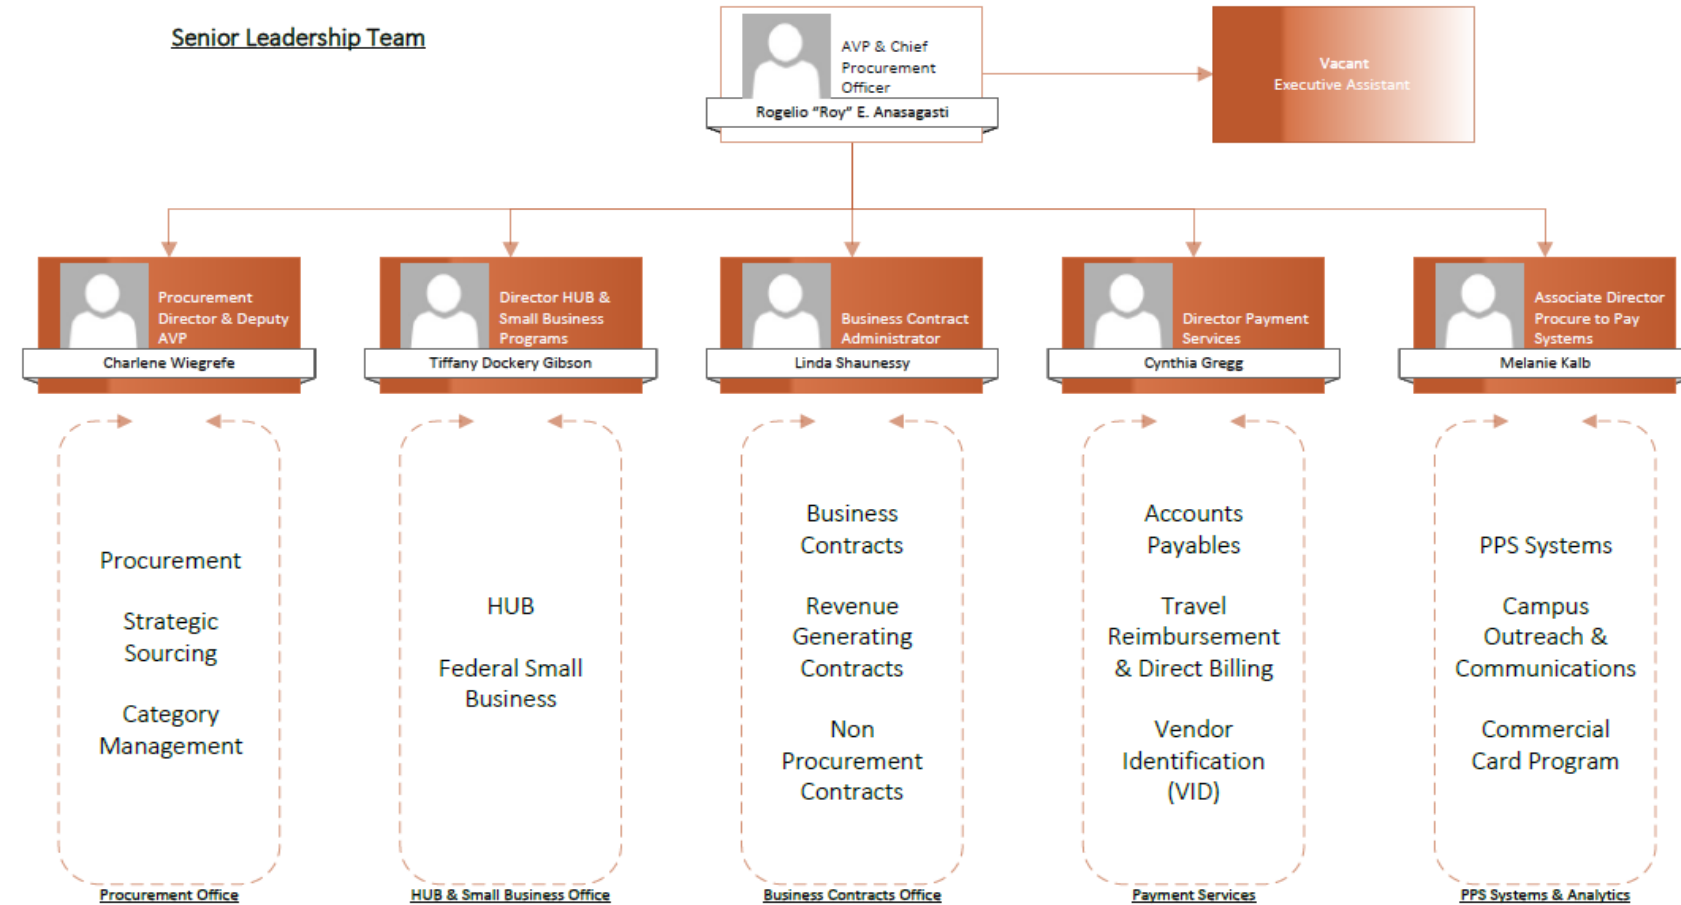 Senior Leadership Team
AVP & Chief
Procurement
Officer
Rogelio “Roy” E. Anasagasti
Vacant
Executive Assistant
Procurement
Director & Deputy
AVP
Charlene Wiegrefe
Director HUB &
Small Business
Programs
Tiffany Dockery Gibson
Business Contract
Administrator
Linda Shaunessy
Director Payment
Services
Cynthia Gregg
Associate Director
Procure to Pay
Systems
Melanie Kalb
Procurement
Strategic
Sourcing
Category
Management
Procurement Office
HUB
Federal Small
Business
HUB & Small Business Office
Business
Contracts
Revenue
Generating
Contracts
Non
Procurement
Contracts
Business Contracts Office
Accounts
Payables
Travel
Reimbursement
& Direct Billing
Vendor
Identification
(VID)
Payment Services
PPS Systems
Campus
Outreach &
Communications
Commercial
Card Program
PPS Systems & Analytics